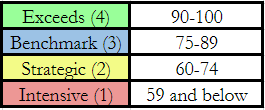 Exceeds (4) 90-100
Benchmark (3) 75-89
Strategic (2) 60-74
Intensive (1) 59 and below